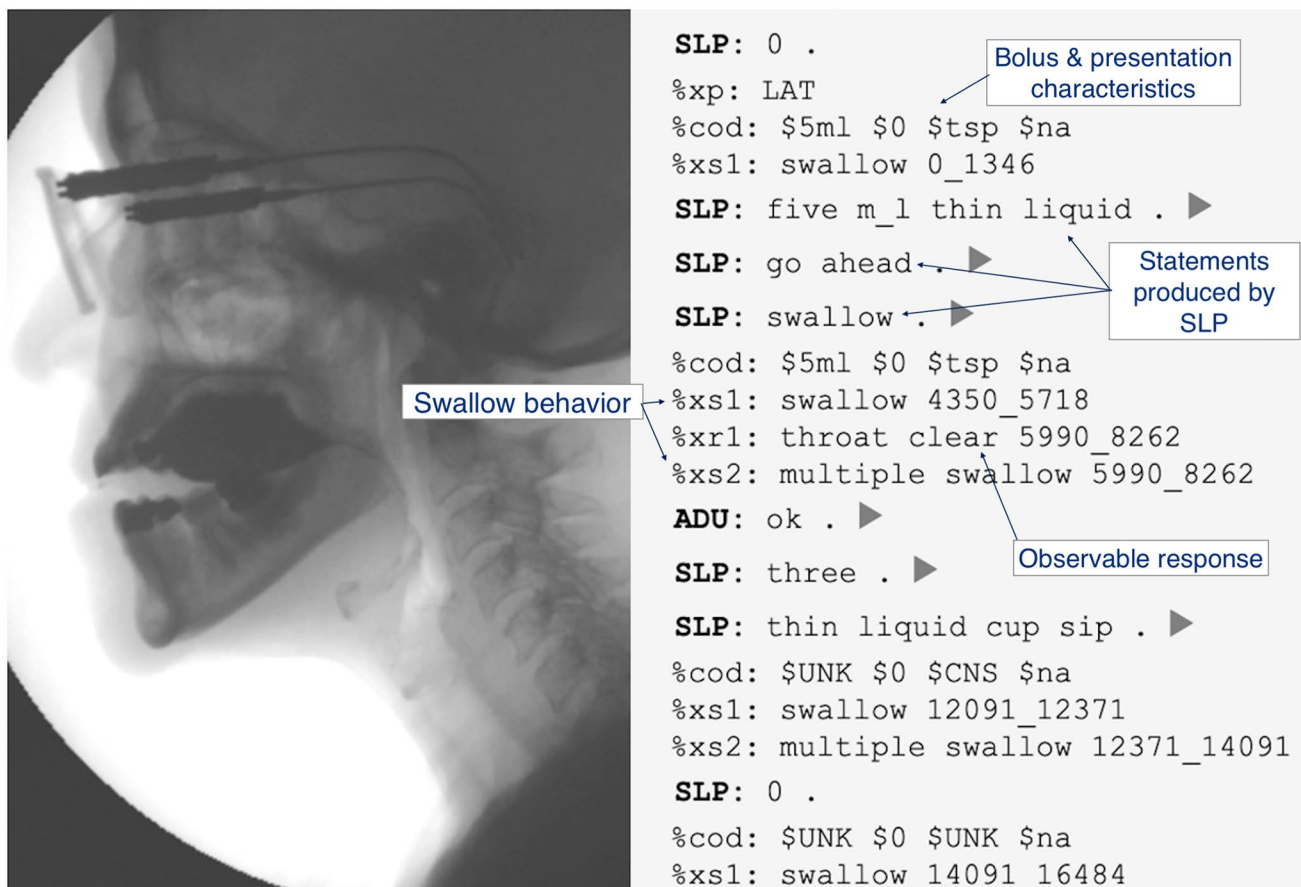 SLP: 0 .
Bolus & presentation
characteristics
%xp: LAT
%cod: $5ml $0 $tsp $na
%xs1: swallow 0_1346
SLP: five m_l thin liquid .
SLP: go ahead .
Statements
produced by
SLP
SLP: swallow .
%cod: $5ml $0 $tsp $na
Swallow behavior
%xs1: swallow 4350_5718
%xr1: throat clear 5990_8262
%xs2: multiple swallow 5990_8262
ADU: ok .
Observable response
SLP: three .
SLP: thin liquid cup sip .
%cod: $UNK $0 $CNS $na
%xs1: swallow 12091_12371
%xs2: multiple swallow 12371_14091
SLP: 0 .
%cod: $UNK $0 $UNK $na
%xs1: swallow 14091_16484